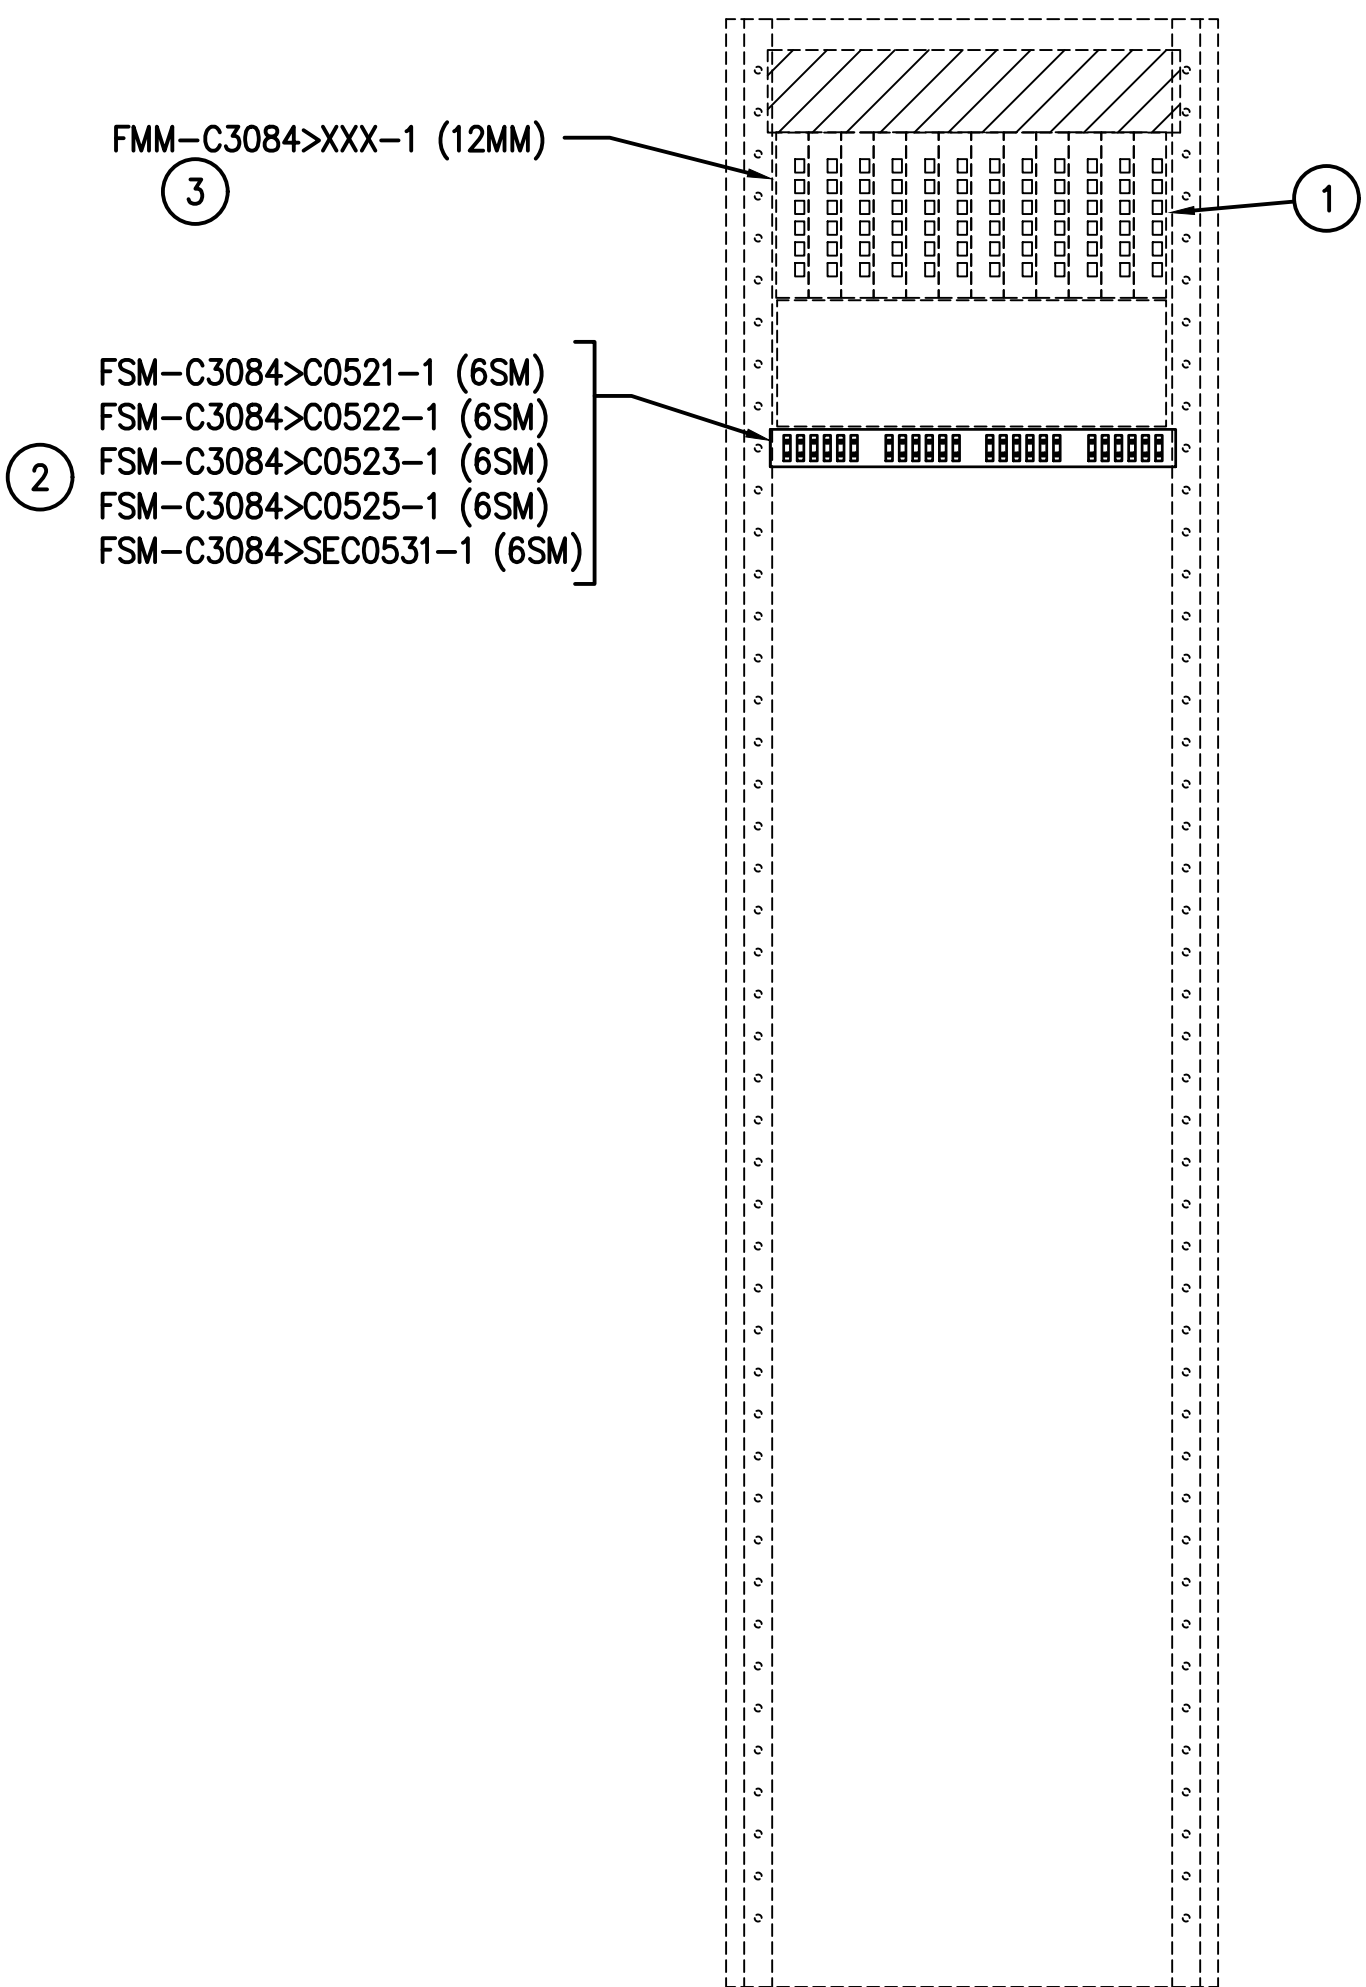 FMM-C3084>XXX-1 (12MM)
3
1
FSM-C3084>C0521-1 (6SM)
FSM-C3084>C0522-1 (6SM)
FSM-C3084>C0523-1 (6SM)
2
FSM-C3084>C0525-1 (6SM)
FSM-C3084>SEC0531-1 (6SM)